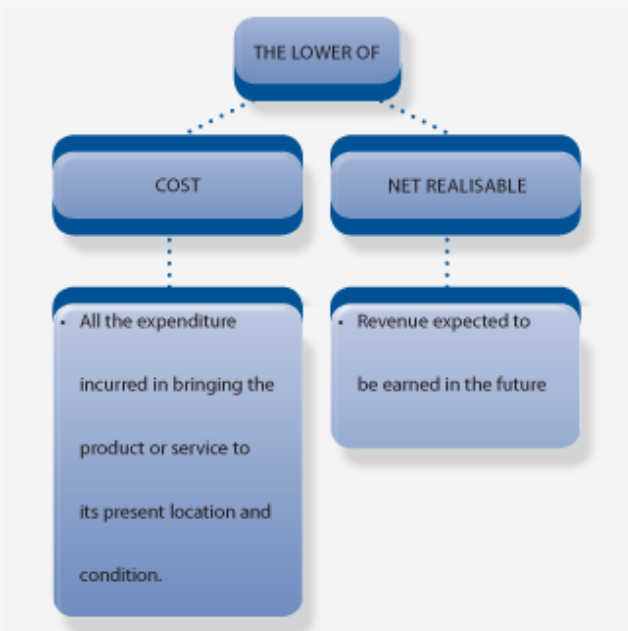 THE LOWER OF
COST
NET REALISABLE
• All the expenditure
incurred in bringing the
product or service to
its present location and
condition.
• Revenue expected to
be earned in the future